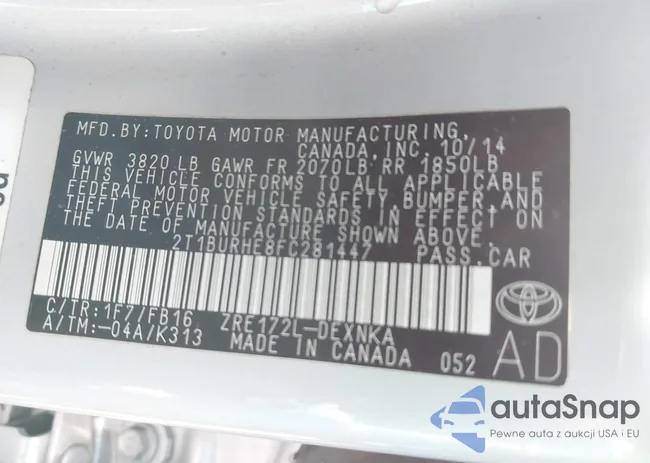 MFD. BY: TOYOTA MOTOR MANUFACTURING,
CANADA, INC. 10/14
GVWR 3820 LB GAWR FR 2070LB RR 1850LB
THIS VEHICLE CONFORMS TO ALL APPLICABLE
FEDERAL MOTOR VEHICLE SAFETY, BUMPER, AND
THEFT PREVENTION STANDARDS IN EFFECT ON
THE DATE OF MANUFACTURE SHOWN ABOVE.
2T1BURHE8FC281447 PASS. CAR
C/TR: 1F7/FB16 ZRE172L-DEXNKA
A/TM: -04A/K313 MADE IN CANADA 052 AD
autaSnap
Pewne auta z aukcji USA i EU